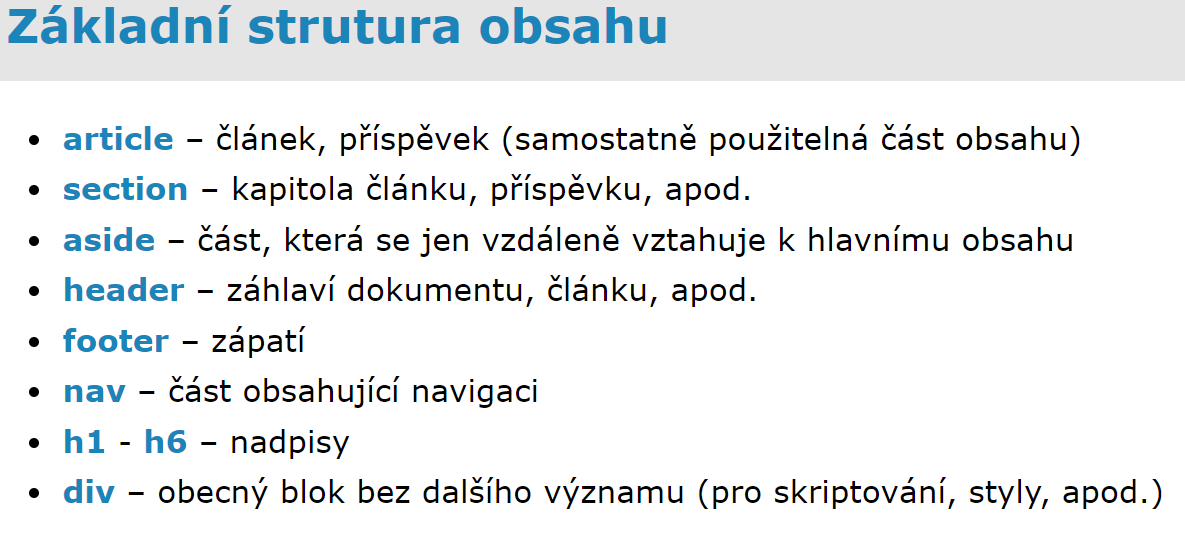 Základní strutura obsahu
• article – článek, příspěvek (samostatně použitelná část obsahu)
• section – kapitola článku, příspěvku, apod.
• aside – část, která se jen vzdáleně vztahuje k hlavnímu obsahu
• header – záhlaví dokumentu, článku, apod.
• footer – zápatí
• nav – část obsahující navigaci
• h1 - h6 – nadpisy
• div – obecný blok bez dalšího významu (pro skriptování, styly, apod.)